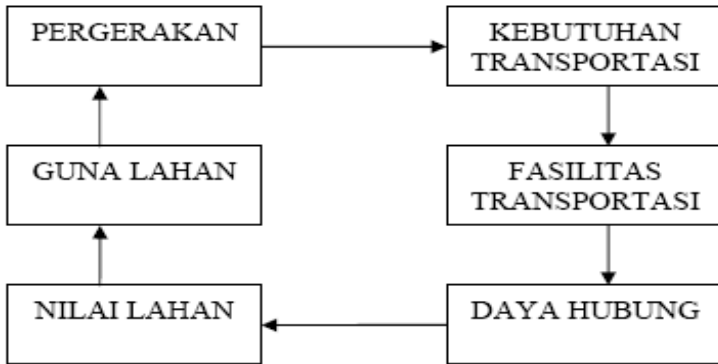 PERGERAKAN
KEBUTUHAN
TRANSPORTASI
GUNA LAHAN
FASILITAS
TRANSPORTASI
NILAI LAHAN
DAYA HUBUNG